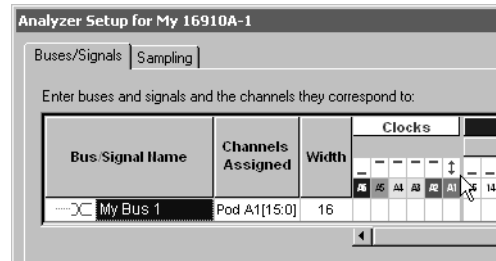 Analyzer Setup for My 16910A-1
Buses/Signals Sampling
Enter buses and signals and the channels they correspond to:
Bus/Signal Name Channels Assigned Width Clocks
A6 A5 A4 A3 A2 A1 14
My Bus 1 Pod A1[15:0] 16